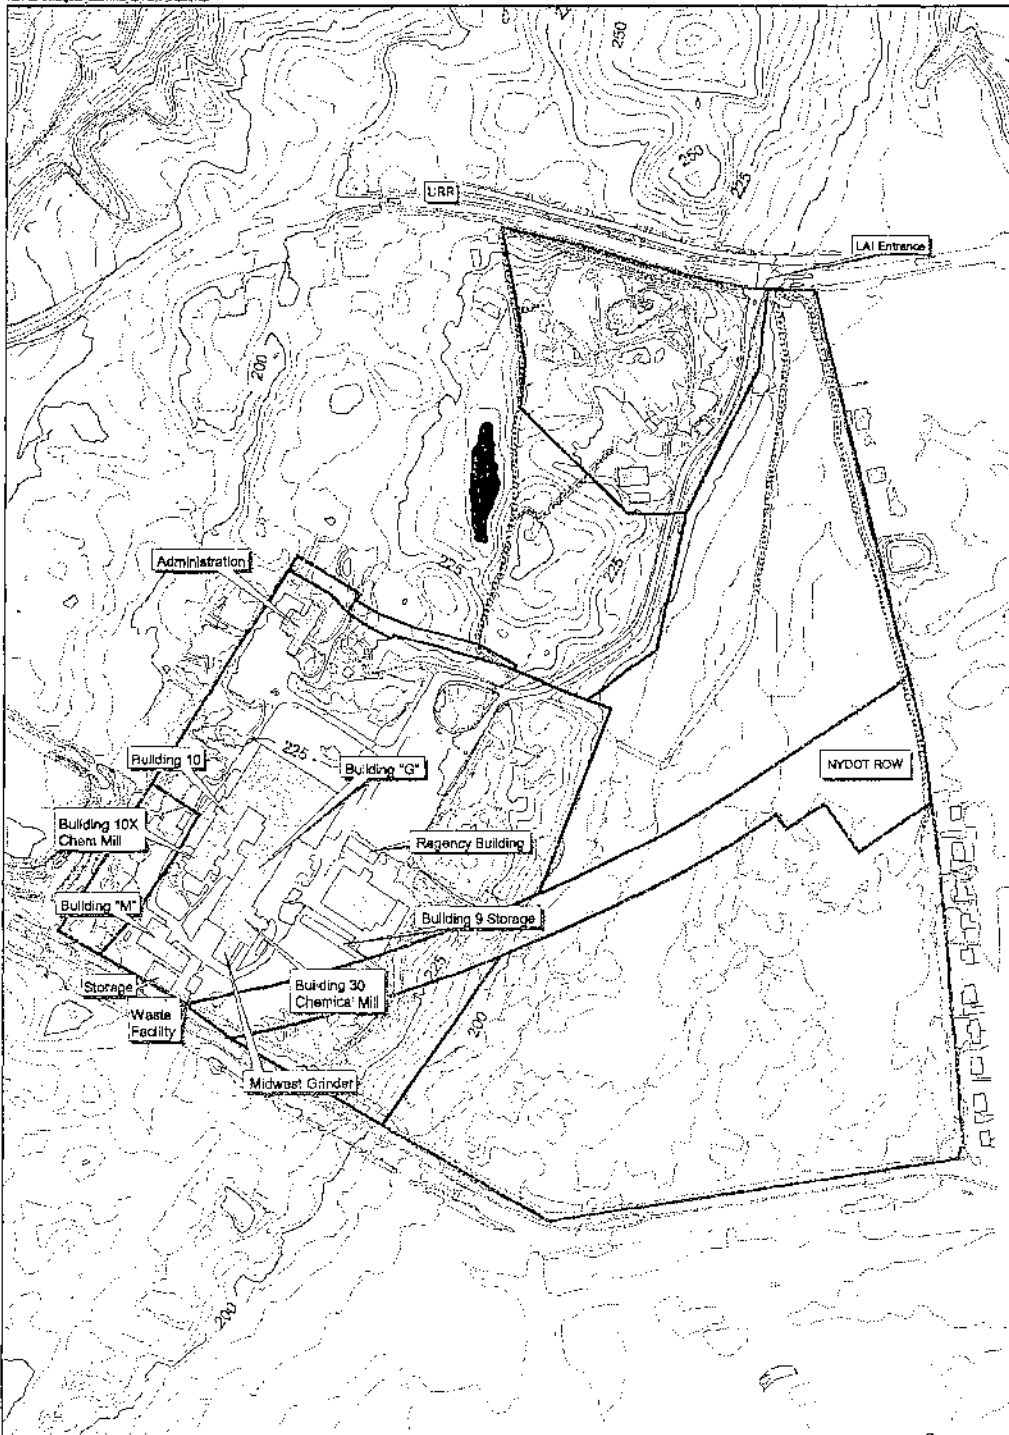 250
250
225
LRR
LAI Entrance
200
225
225
Administration
225
Building 10
Building "G"
NYDOT ROW
Building 10X
Chem Mill
Regency Building
Building "M"
Building 9 Storage
225
Storage
Building 30
Chemical Mill
Waste
Facility
200
Midwest Grinder
200